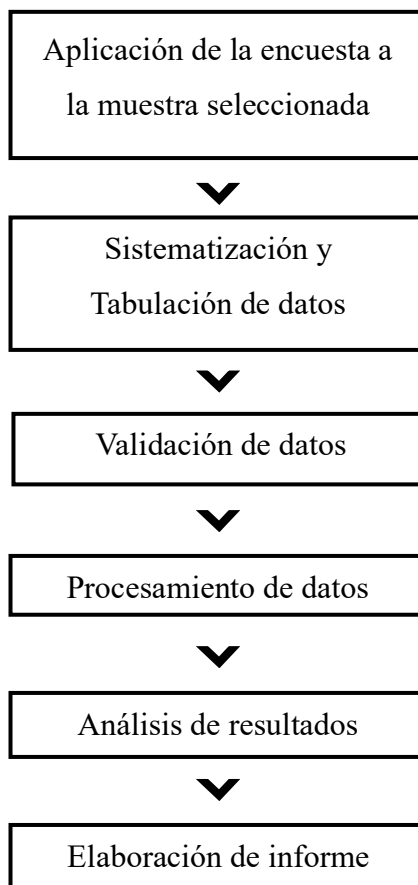 Aplicación de la encuesta a
la muestra seleccionada
Sistematización y
Tabulación de datos
Validación de datos
Procesamiento de datos
Análisis de resultados
Elaboración de informe